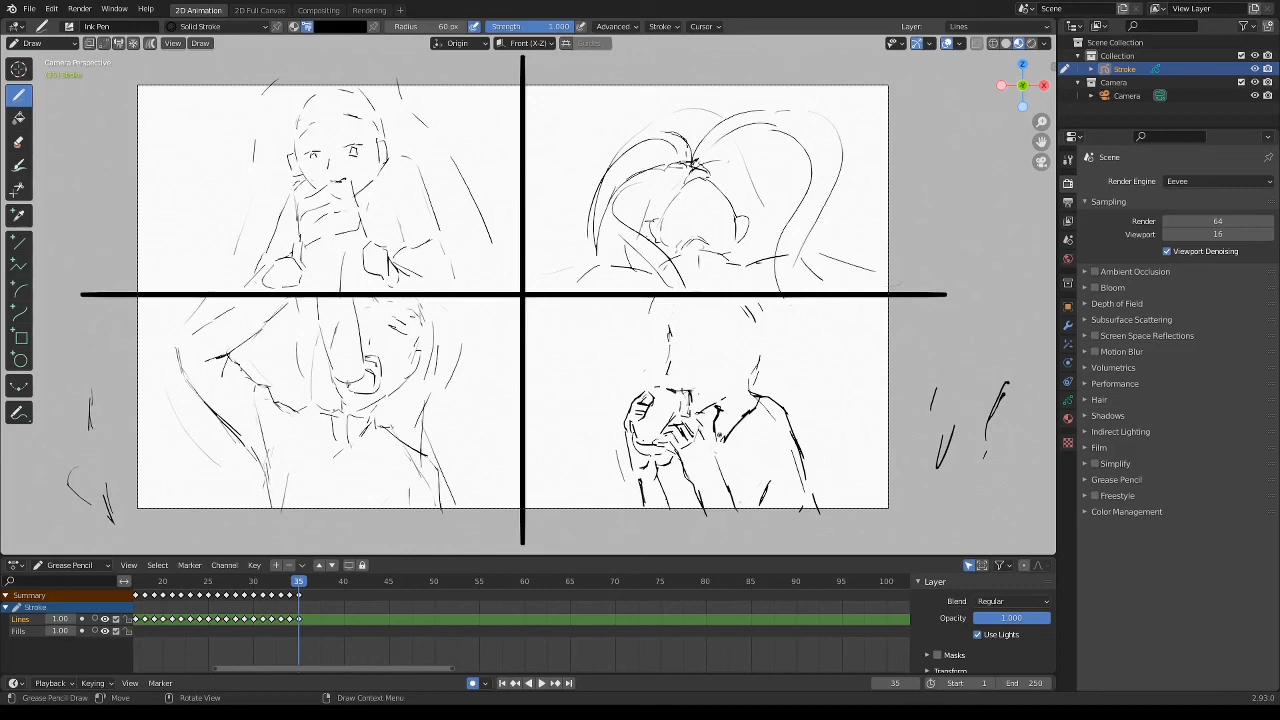 File Edit Render Window Help 2D Animation 2D Full Canvas Compositing Rendering Scene View Layer
Ink Pen Solid Stroke Radius 60 px Strength 1.000 Advanced Stroke Cursor Layer: Lines
Draw View Draw Origin Front (X-Z) Guides
Camera Perspective
(35) Stroke
Z
X
Y
Scene Collection
Collection
Stroke
Camera
Camera
Scene
Render Engine Eevee
Sampling
Render 64
Viewport 16
Viewport Denoising
Ambient Occlusion
Bloom
Depth of Field
Subsurface Scattering
Screen Space Reflections
Motion Blur
Volumetrics
Performance
Hair
Shadows
Indirect Lighting
Film
Simplify
Grease Pencil
Freestyle
Color Management
Grease Pencil View Select Marker Channel Key
20 25 30 35 40 45 50 55 60 65 70 75 80 85 90 95 100
Summary
Stroke
Lines 1.00
Fills 1.00
Layer
Blend Regular
Opacity 1.000
Use Lights
Masks
Transform
Playback Keying View Marker 35 Start 1 End 250
Grease Pencil Draw Move Rotate View Draw Context Menu 2.93.0